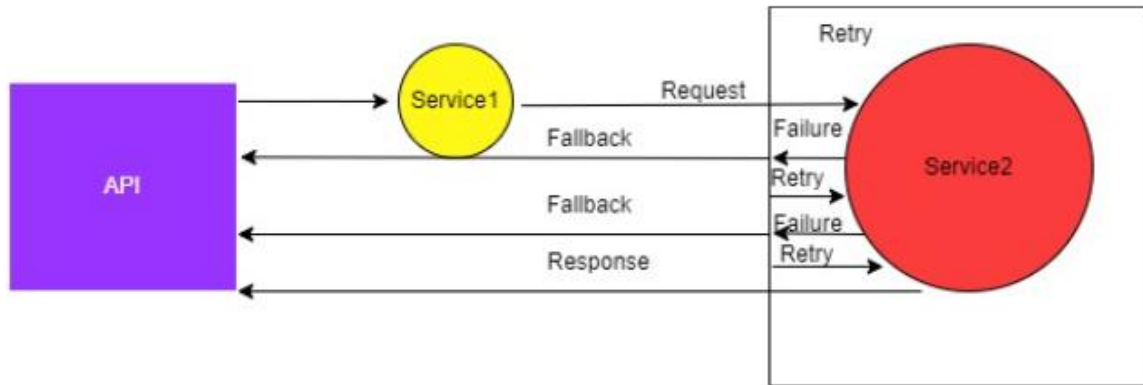 Retry
Service1
Request
Failure
Fallback
API
Service2
Retry
Fallback
Failure
Retry
Response